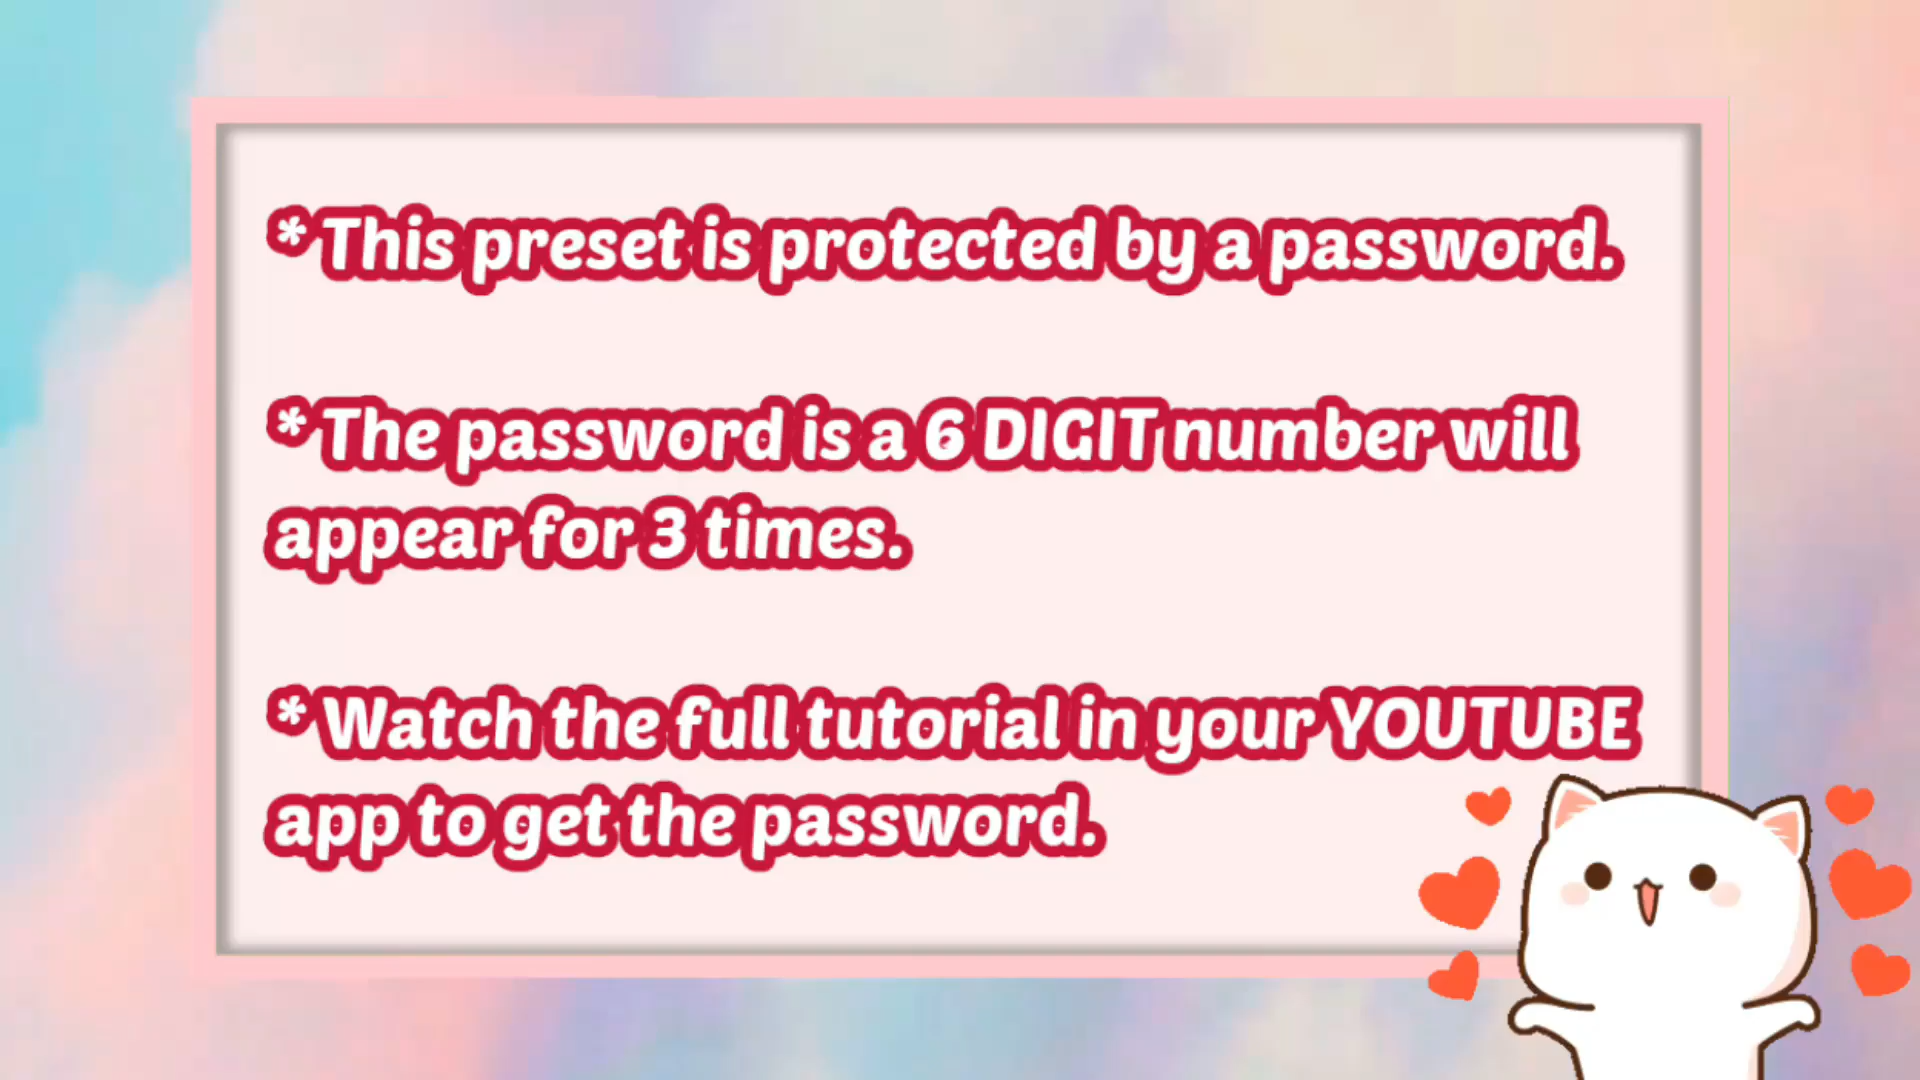 * This preset is protected by a password.
* The password is a 6 DIGIT number will
appear for 3 times.
* Watch the full tutorial in your YOUTUBE
app to get the password.